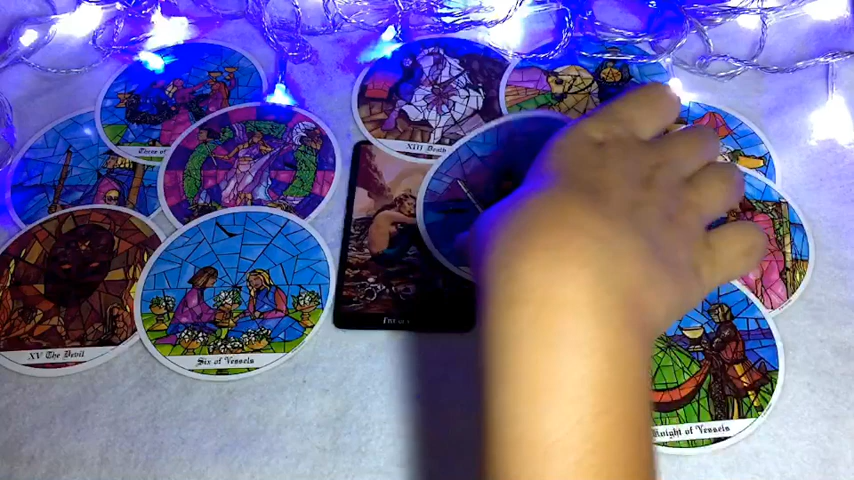 Three of
XIII Death
XV The Devil
Six of Vessels
Knight of Vessels